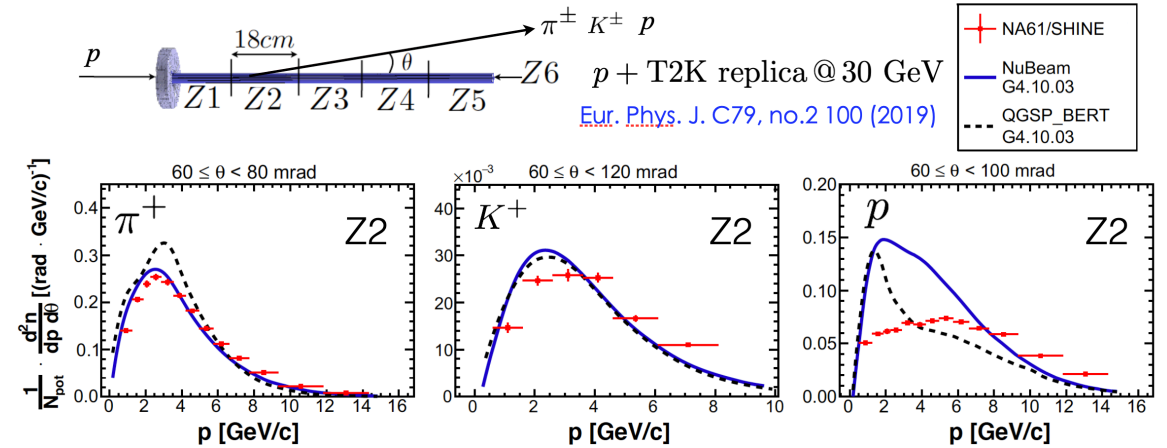 π± K± p
NA61/SHINE
18cm
p
θ
NuBeam
G4.10.03
Z1 Z2 Z3 Z4 Z5 Z6
p + T2K replica @ 30 GeV
QGSP_BERT
G4.10.03
Eur. Phys. J. C79, no.2 100 (2019)
60 ≤ θ < 80 mrad
π+
Z2
0.4
0.3
0.2
0.1
0.0
0 2 4 6 8 10 12 14 16
p [GeV/c]
1/Npot · d²n/dp dθ [(rad · GeV/c)⁻¹]
×10⁻³
60 ≤ θ < 120 mrad
K+
Z2
40
20
0
0 2 4 6 8 10
p [GeV/c]
60 ≤ θ < 100 mrad
p
Z2
0.20
0.15
0.10
0.05
0.00
0 2 4 6 8 10 12 14 16
p [GeV/c]